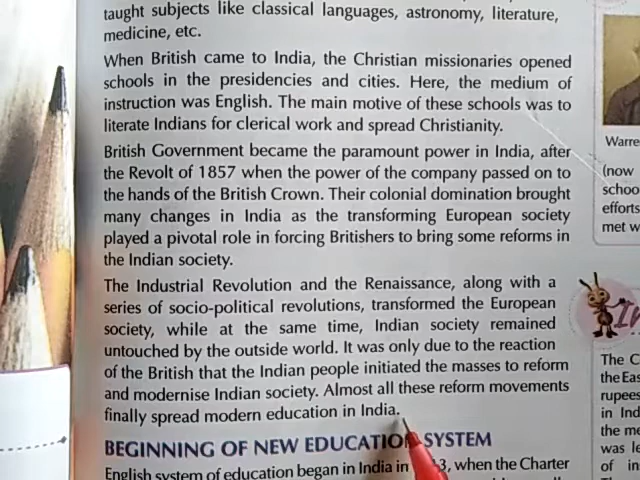 taught subjects like classical languages, astronomy, literature,
medicine, etc.
When British came to India, the Christian missionaries opened
schools in the presidencies and cities. Here, the medium of
instruction was English. The main motive of these schools was to
literate Indians for clerical work and spread Christianity.
British Government became the paramount power in India, after
the Revolt of 1857 when the power of the company passed on to
the hands of the British Crown. Their colonial domination brought
many changes in India as the transforming European society
played a pivotal role in forcing Britishers to bring some reforms in
the Indian society.
The Industrial Revolution and the Renaissance, along with a
series of socio-political revolutions, transformed the European
society, while at the same time, Indian society remained
untouched by the outside world. It was only due to the reaction
of the British that the Indian people initiated the masses to reform
and modernise Indian society. Almost all these reform movements
finally spread modern education in India.
BEGINNING OF NEW EDUCATION SYSTEM
English system of education began in India in 3, when the Charter
Warre
(now
schoo
efforts
met w
In
The C
the Eas
rupees
in Ind
the me
was le
of in